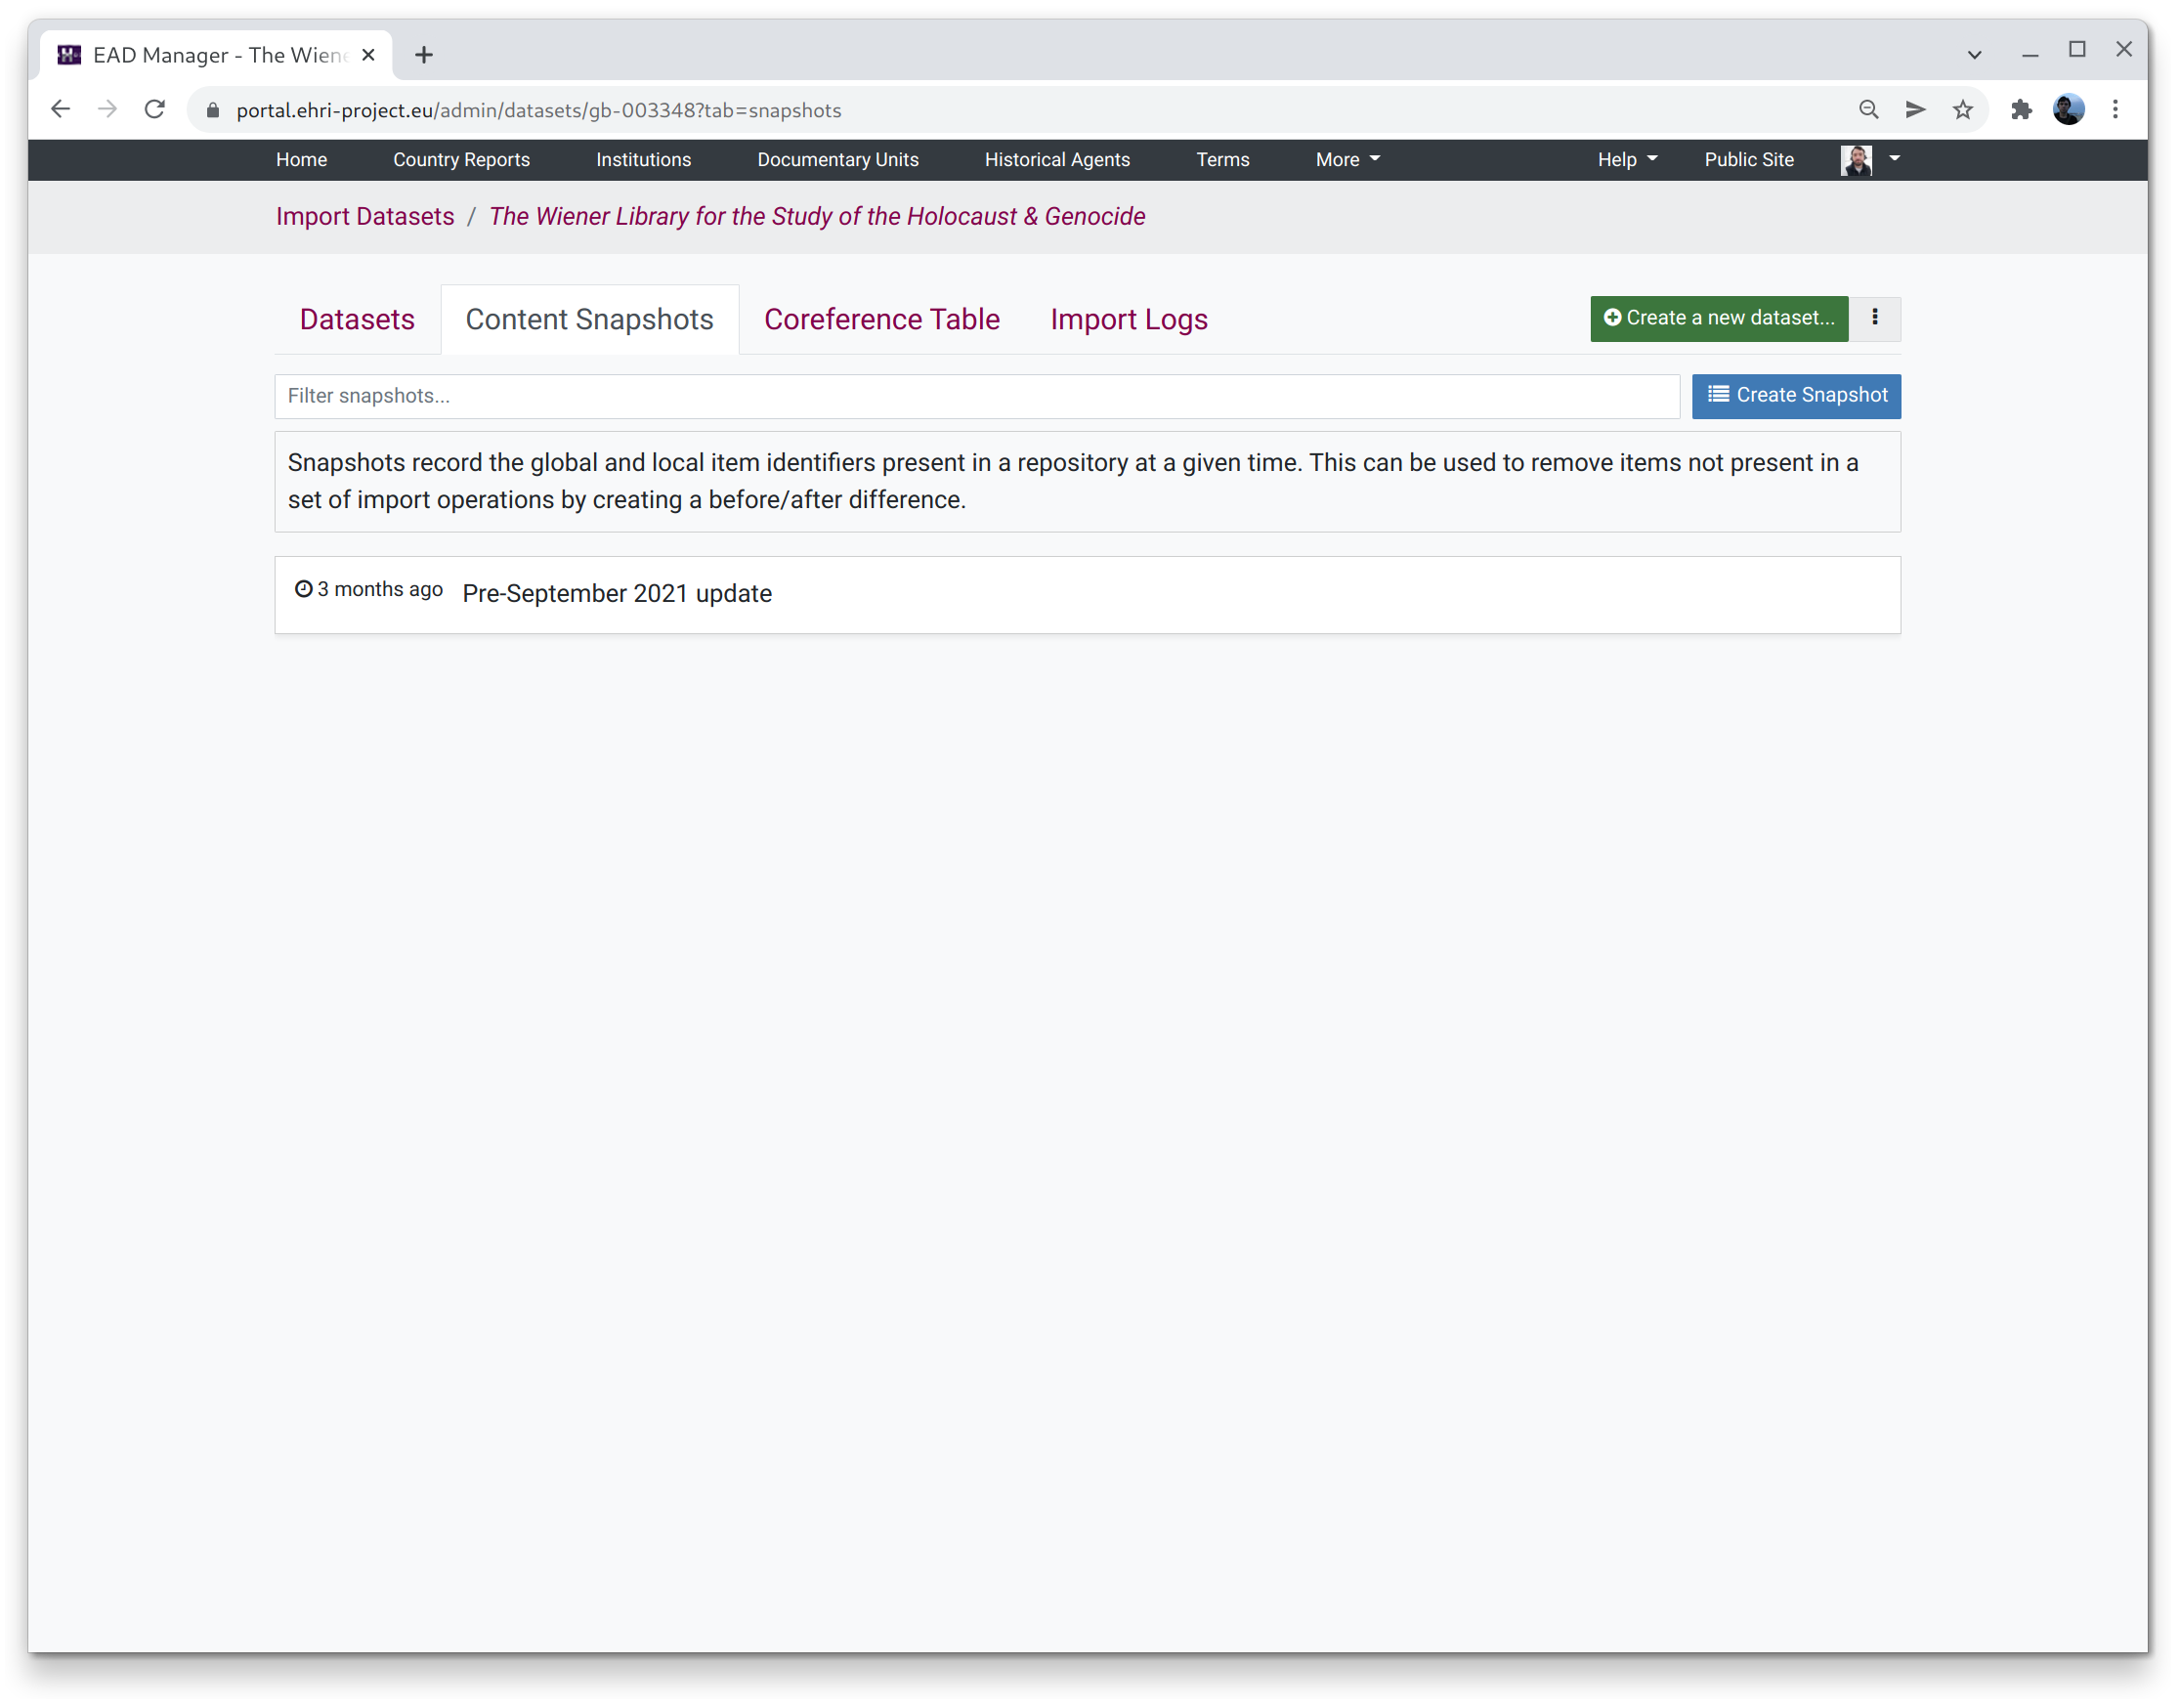 EAD Manager - The Wiene
portal.ehri-project.eu/admin/datasets/gb-003348?tab=snapshots
Home Country Reports Institutions Documentary Units Historical Agents Terms More Help Public Site
Import Datasets / The Wiener Library for the Study of the Holocaust & Genocide
Datasets Content Snapshots Coreference Table Import Logs Create a new dataset...
Filter snapshots... Create Snapshot
Snapshots record the global and local item identifiers present in a repository at a given time. This can be used to remove items not present in a
set of import operations by creating a before/after difference.
3 months ago Pre-September 2021 update